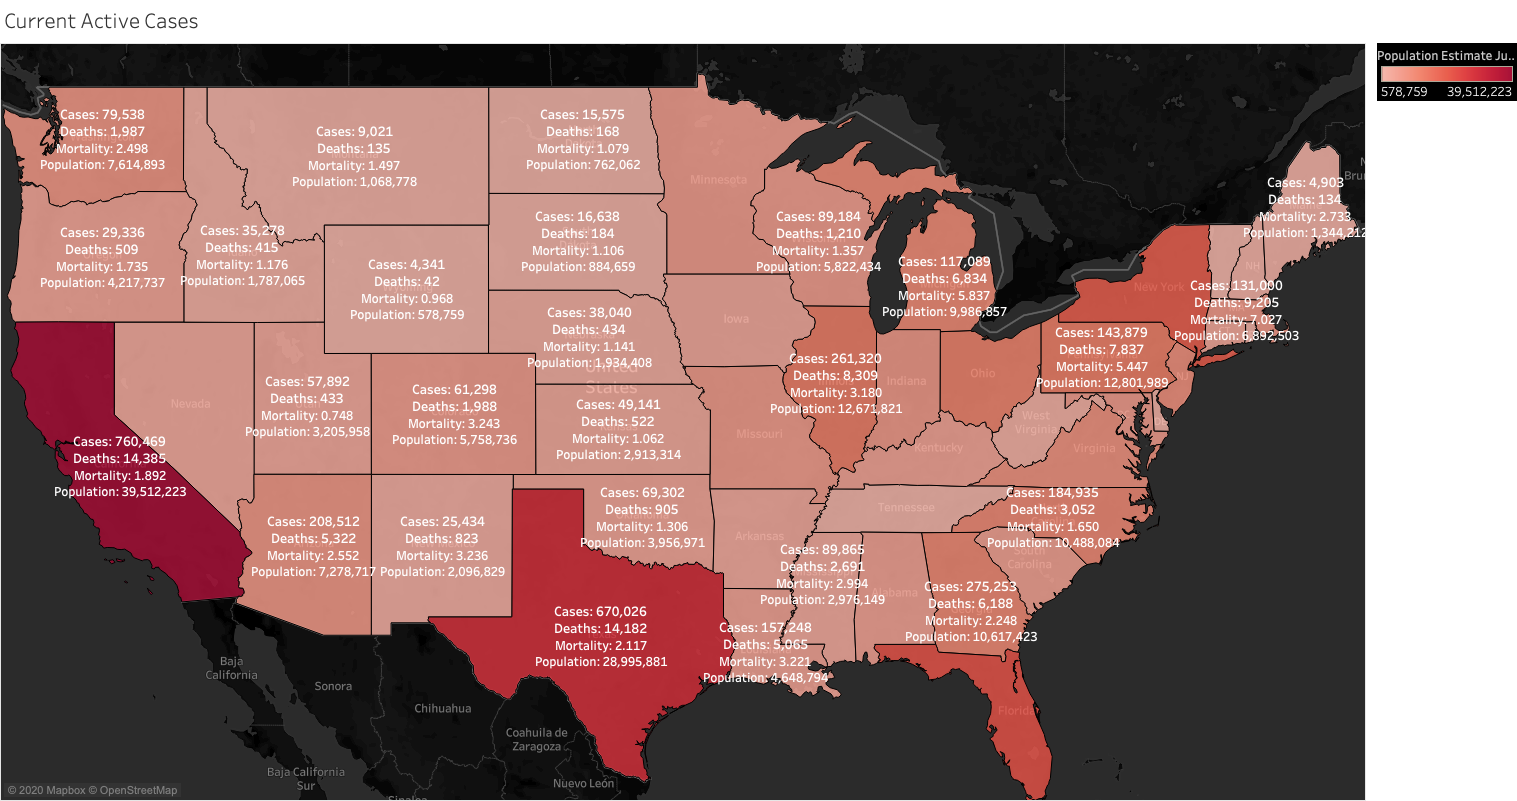 Current Active Cases
Population Estimate Ju..
578,759 39,512,223
Cases: 79,538
Deaths: 1,987
Mortality: 2.498
Population: 7,614,893
Cases: 9,021
Deaths: 135
Mortality: 1.497
Population: 1,068,778
Montana
Cases: 15,575
Deaths: 168
Mortality: 1.079
Population: 762,062
Minnesota
Cases: 4,903
Deaths: 134
Mortality: 2.733
Population: 1,344,212
N
Brun
Cases: 29,336
Deaths: 509
Mortality: 1.735
Population: 4,217,737
Cases: 35,278
Deaths: 415
Mortality: 1.176
Population: 1,787,065
Cases: 16,638
Deaths: 184
Mortality: 1.106
Population: 884,659
Cases: 89,184
Deaths: 1,210
Mortality: 1.357
Population: 5,822,434
Cases: 4,341
Deaths: 42
Mortality: 0.968
Population: 578,759
Wyoming
Cases: 117,089
Deaths: 6,834
Mortality: 5.837
Population: 9,986,857
NH
New York
Cases: 131,000
Deaths: 9,205
Mortality: 7.027
Population: 6,892,503
Cases: 38,040
Deaths: 434
Mortality: 1.141
Population: 1,934,408
Nebraska
United
States
Iowa
Cases: 143,879
Deaths: 7,837
Mortality: 5.447
Population: 12,801,989
Cases: 261,320
Deaths: 8,309
Mortality: 3.180
Population: 12,671,821
Indiana
Ohio
NJ
Nevada
Cases: 57,892
Deaths: 433
Mortality: 0.748
Population: 3,205,958
Cases: 61,298
Deaths: 1,988
Mortality: 3.243
Population: 5,758,736
Cases: 49,141
Deaths: 522
Mortality: 1.062
Population: 2,913,314
Missouri
Kentucky
West
Virginia
Virginia
DE
Cases: 760,469
Deaths: 14,385
Mortality: 1.892
Population: 39,512,223
Cases: 208,512
Deaths: 5,322
Mortality: 2.552
Population: 7,278,717
Cases: 25,434
Deaths: 823
Mortality: 3.236
Population: 2,096,829
Cases: 69,302
Deaths: 905
Mortality: 1.306
Population: 3,956,971
Arkansas
Tennessee
Cases: 184,935
Deaths: 3,052
Mortality: 1.650
Population: 10,488,084
South
Carolina
Cases: 89,865
Deaths: 2,691
Mortality: 2.994
Population: 2,976,149
Alabama
Cases: 275,253
Deaths: 6,188
Mortality: 2.248
Population: 10,617,423
Cases: 670,026
Deaths: 14,182
Mortality: 2.117
Population: 28,995,881
Cases: 157,248
Deaths: 5,065
Mortality: 3.221
Population: 4,648,794
Florida
Baja
California
Sonora
Chihuahua
Coahuila de
Zaragoza
Baja California
Sur
Nuevo León
Sinaloa
© 2020 Mapbox © OpenStreetMap